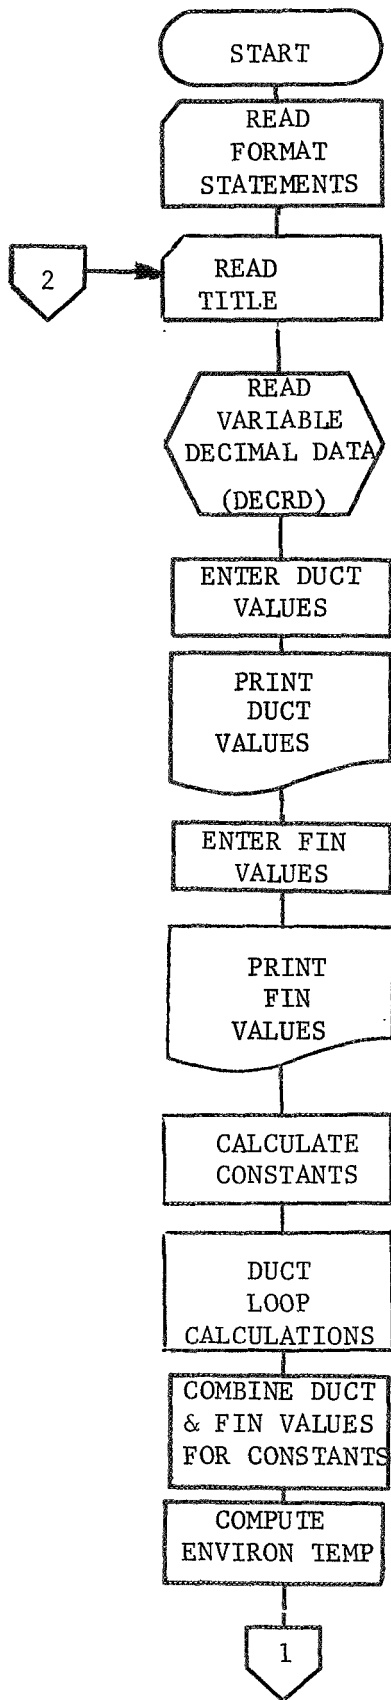 START
READ
FORMAT
STATEMENTS
2
READ
TITLE
READ
VARIABLE
DECIMAL DATA
(DECRD)
ENTER DUCT
VALUES
PRINT
DUCT
VALUES
ENTER FIN
VALUES
PRINT
FIN
VALUES
CALCULATE
CONSTANTS
DUCT
LOOP
CALCULATIONS
COMBINE DUCT
& FIN VALUES
FOR CONSTANTS
COMPUTE
ENVIRON TEMP
1